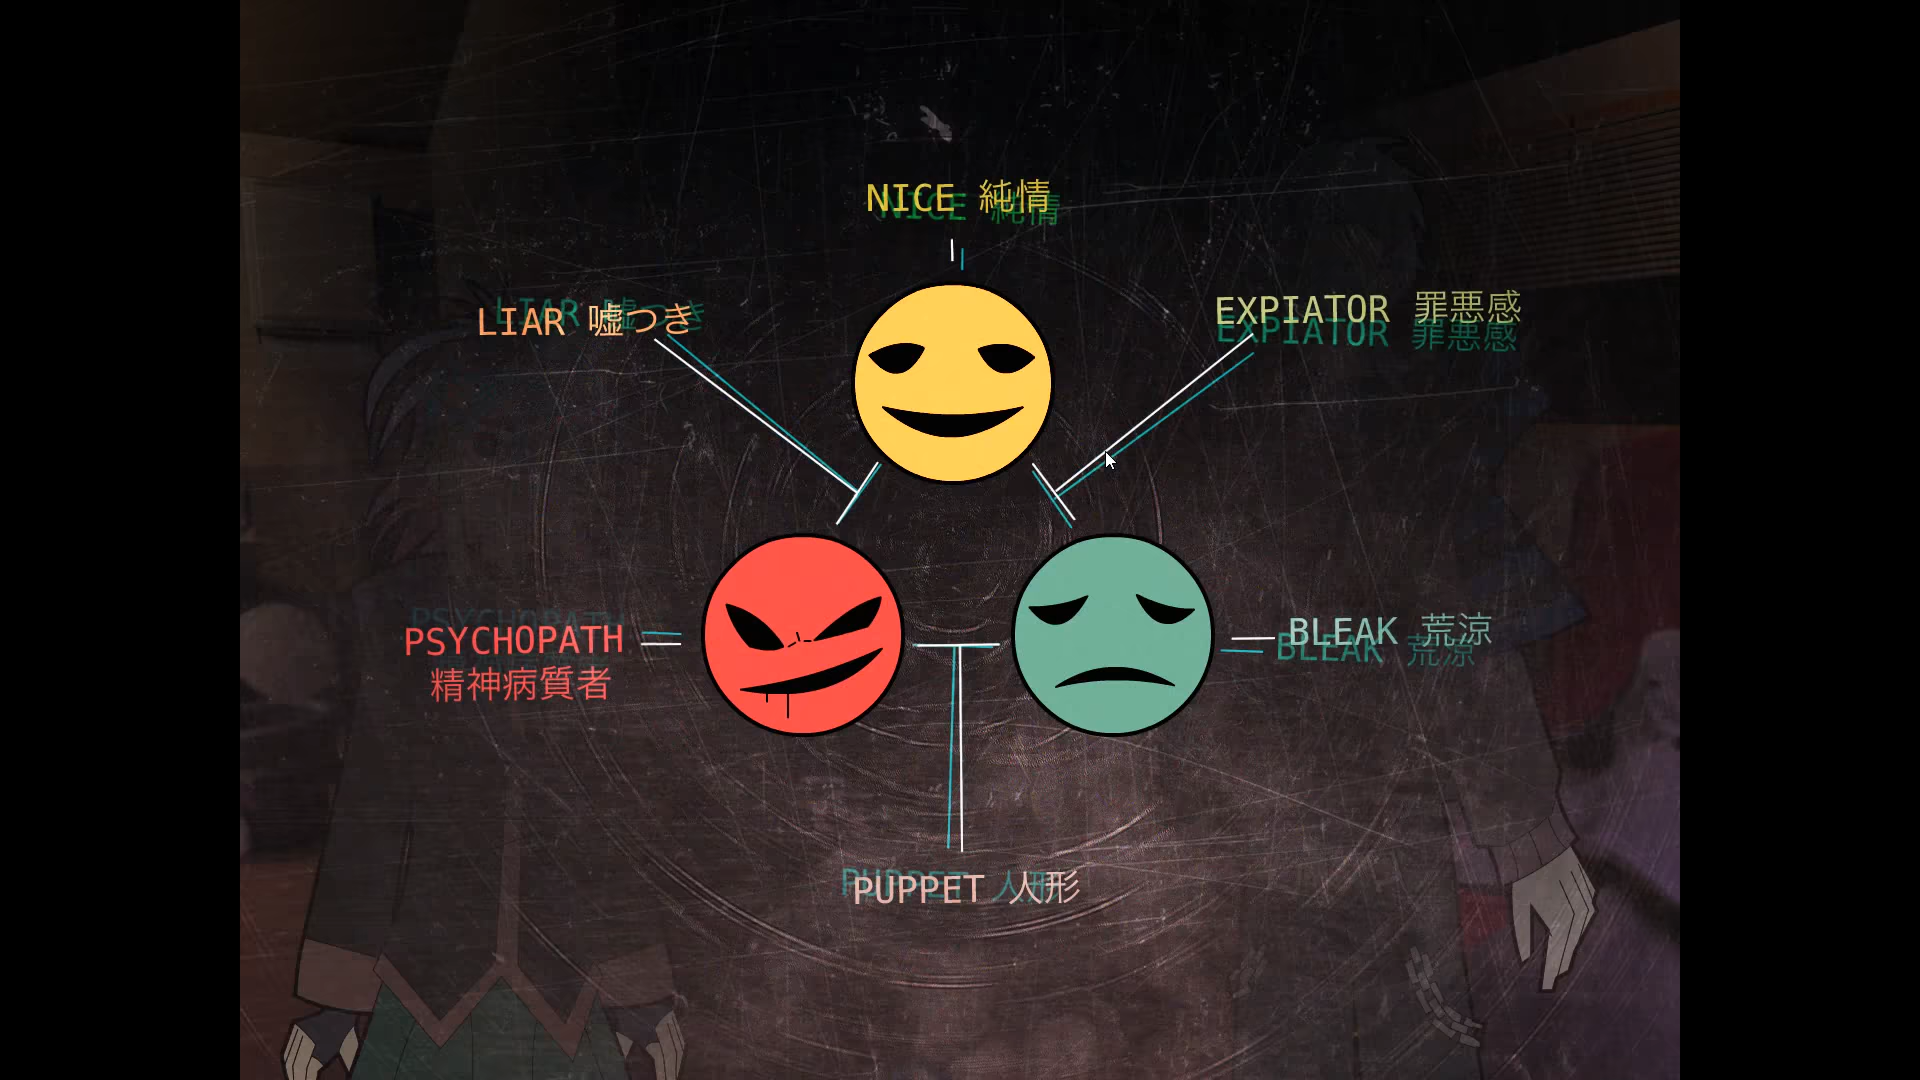 NICE 純情
LIAR 嘘つき
EXPIATOR 罪悪感
PSYCHOPATH
精神病質者
BLEAK 荒涼
PUPPET 人形